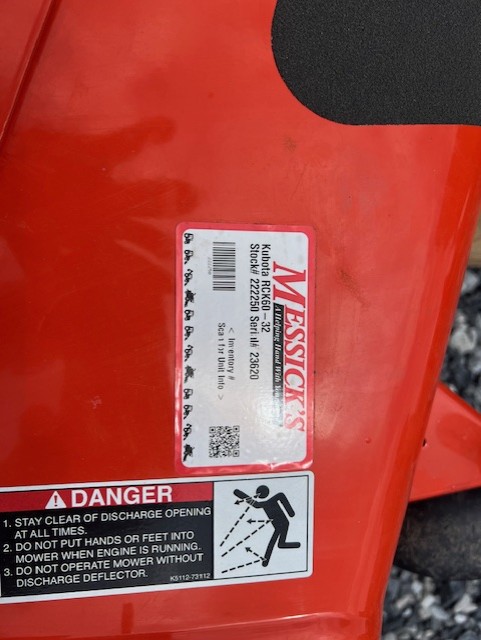 MESSICK'S
A Helping Hand With
Kubota RCK60-32
Stock# 222250 Serial# 23620
< Inventory #
Scan for Unit Info >
DANGER
1. STAY CLEAR OF DISCHARGE OPENING
AT ALL TIMES.
2. DO NOT PUT HANDS OR FEET INTO
MOWER WHEN ENGINE IS RUNNING.
3. DO NOT OPERATE MOWER WITHOUT
DISCHARGE DEFLECTOR.
K5112-73112